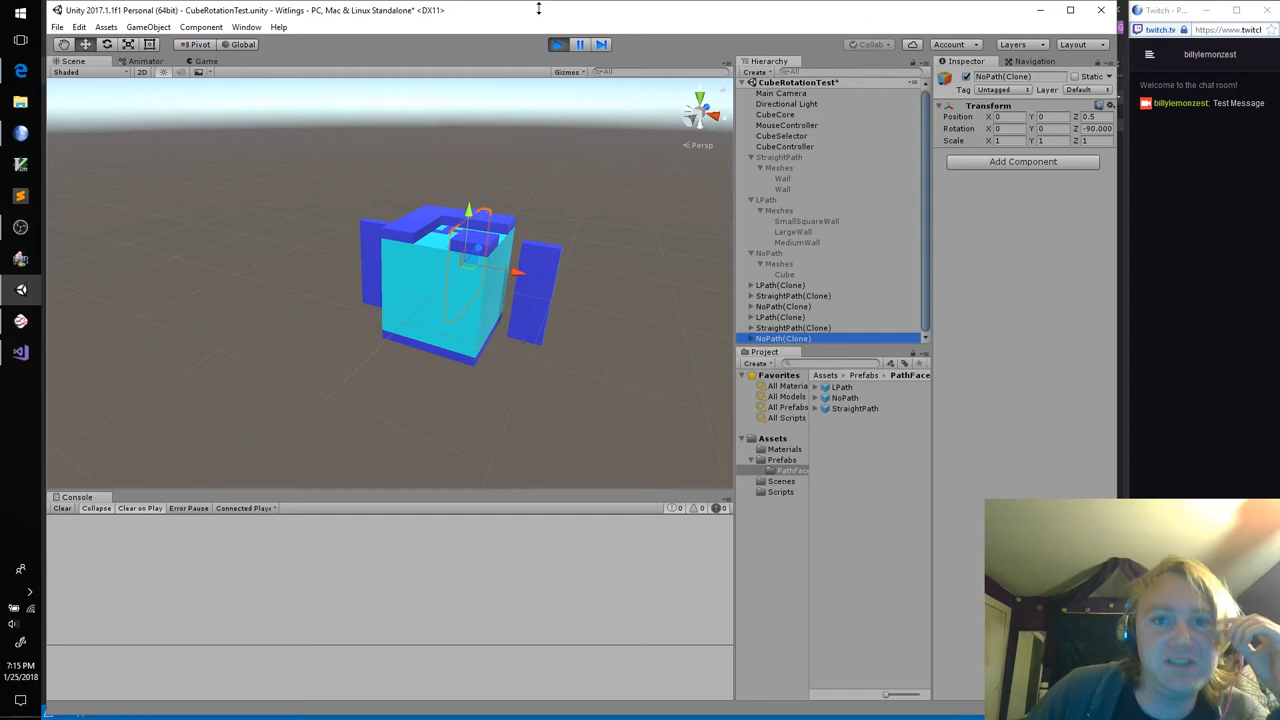 Unity 2017.1.1f1 Personal (64bit) - CubeRotationTest.unity - Witlings - PC, Mac & Linux Standalone* <DX11>
File Edit Assets GameObject Component Window Help
Pivot Global
Collab Account Layers Layout
Scene Animator Game
Shaded 2D Gizmos All
Persp
Hierarchy
Create All
CubeRotationTest*
Main Camera
Directional Light
CubeCore
MouseController
CubeSelector
CubeController
StraightPath
Meshes
Wall
Wall
LPath
Meshes
SmallSquareWall
LargeWall
MediumWall
NoPath
Meshes
Cube
LPath(Clone)
StraightPath(Clone)
NoPath(Clone)
LPath(Clone)
StraightPath(Clone)
NoPath(Clone)
Project
Create
Favorites
All Materia
All Models
All Prefabs
All Scripts
Assets
Materials
Prefabs
PathFace
Scenes
Scripts
Assets Prefabs PathFace
LPath
NoPath
StraightPath
Inspector Navigation
NoPath(Clone) Static
Tag Untagged Layer Default
Transform
Position X 0 Y 0 Z 0.5
Rotation X 0 Y 0 Z -90.000
Scale X 1 Y 1 Z 1
Add Component
Console
Clear Collapse Clear on Play Error Pause Connected Playe
0 0 0
Twitch - P
twitch.tv https://www.twitcl
billylemonzest
Welcome to the chat room!
billylemonzest: Test Message
7:15 PM
1/25/2018